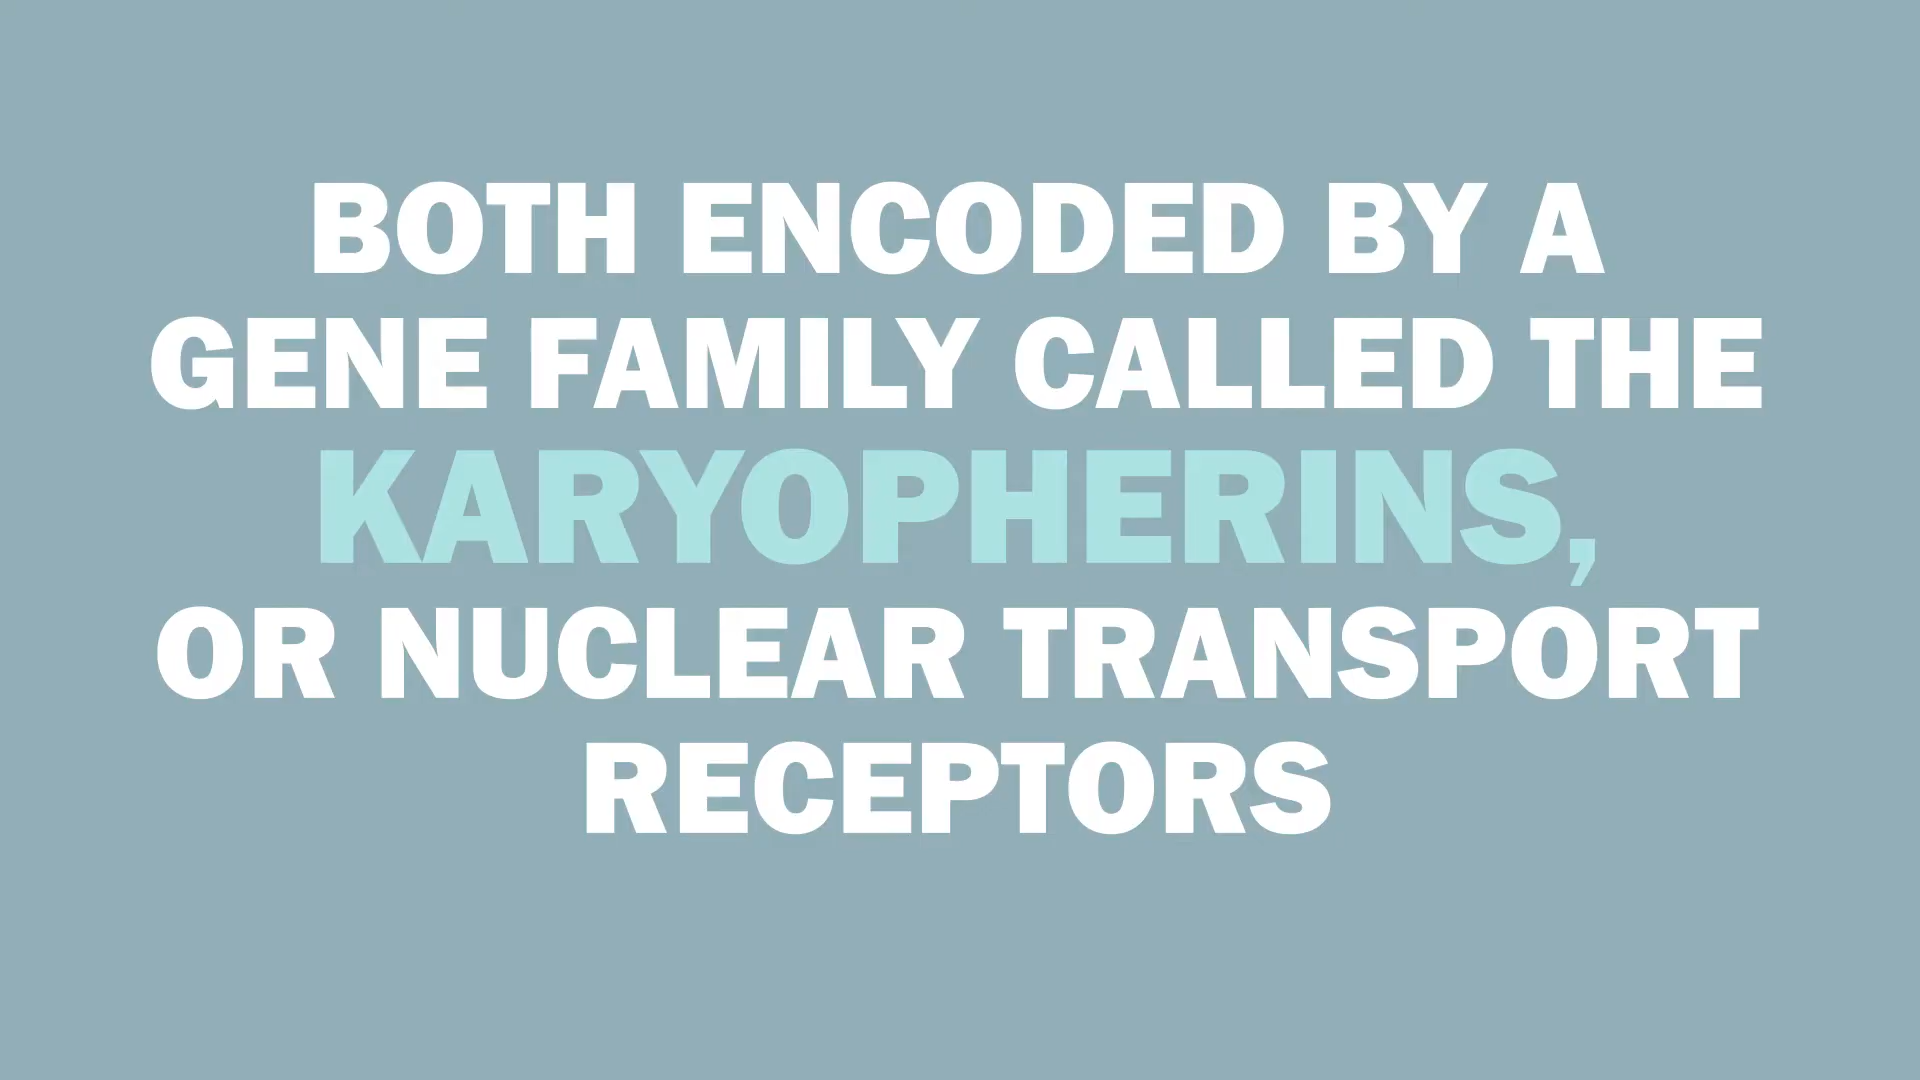 BOTH ENCODED BY A
GENE FAMILY CALLED THE
KARYOPHERINS,
OR NUCLEAR TRANSPORT
RECEPTORS